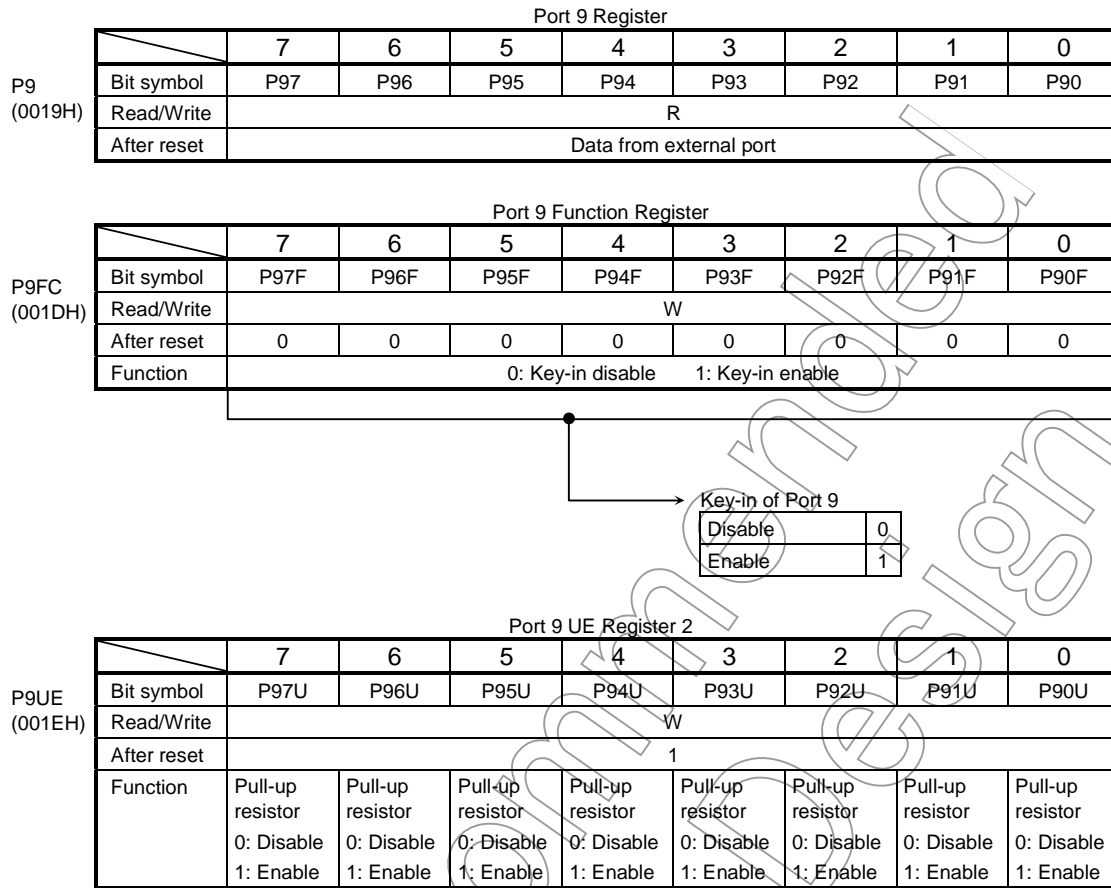 Port 9 Register
7 6 5 4 3 2 1 0
P9
(0019H)
Bit symbol P97 P96 P95 P94 P93 P92 P91 P90
Read/Write R
After reset Data from external port
Port 9 Function Register
7 6 5 4 3 2 1 0
P9FC
(001DH)
Bit symbol P97F P96F P95F P94F P93F P92F P91F P90F
Read/Write W
After reset 0 0 0 0 0 0 0 0
Function 0: Key-in disable 1: Key-in enable
Key-in of Port 9
Disable 0
Enable 1
Port 9 UE Register 2
7 6 5 4 3 2 1 0
P9UE
(001EH)
Bit symbol P97U P96U P95U P94U P93U P92U P91U P90U
Read/Write W
After reset 1
Function Pull-up Pull-up Pull-up Pull-up Pull-up Pull-up Pull-up Pull-up
resistor resistor resistor resistor resistor resistor resistor resistor
0: Disable 0: Disable 0: Disable 0: Disable 0: Disable 0: Disable 0: Disable 0: Disable
1: Enable 1: Enable 1: Enable 1: Enable 1: Enable 1: Enable 1: Enable 1: Enable
ommended
Design